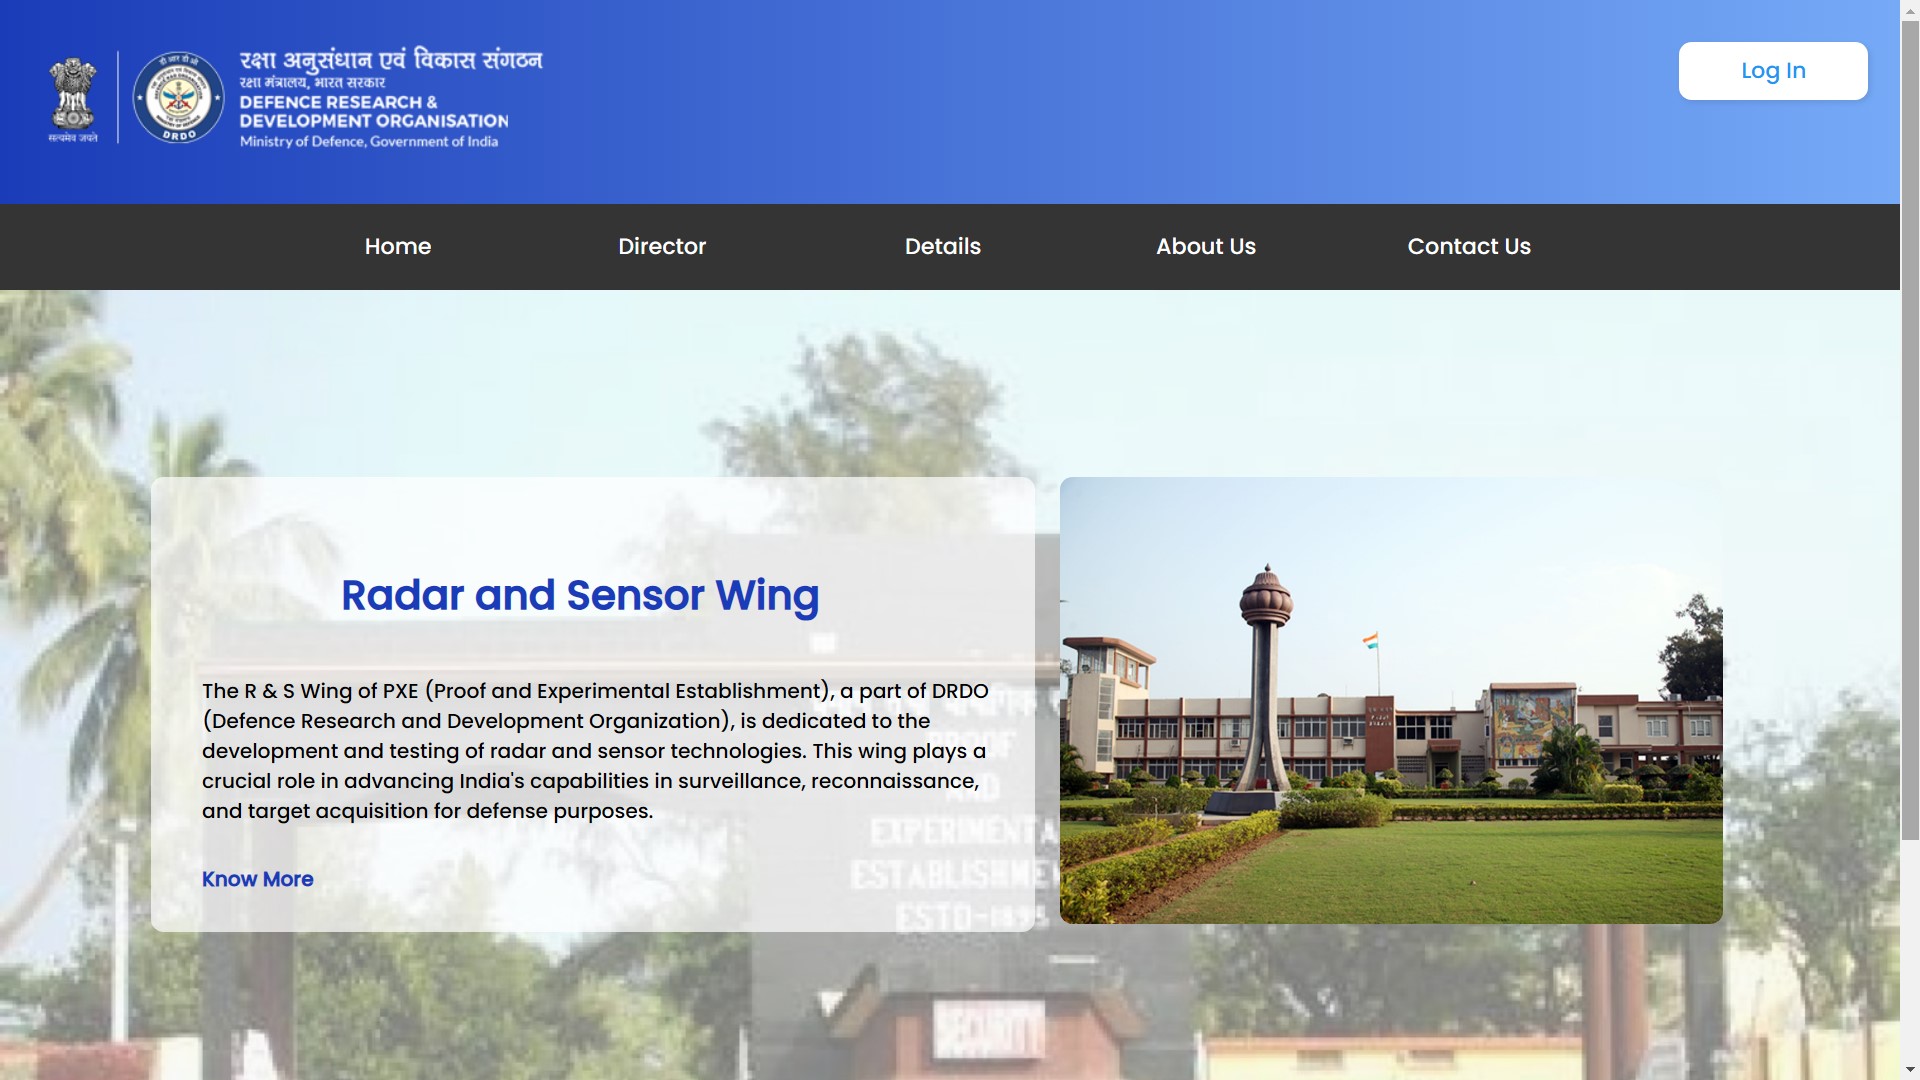 सत्यमेव जयते
रक्षा अनुसंधान एवं विकास संगठन
रक्षा मंत्रालय, भारत सरकार
DEFENCE RESEARCH &
DEVELOPMENT ORGANISATION
Ministry of Defence, Government of India
DRDO
Log In
Home
Director
Details
About Us
Contact Us
Radar and Sensor Wing
The R & S Wing of PXE (Proof and Experimental Establishment), a part of DRDO
(Defence Research and Development Organization), is dedicated to the
development and testing of radar and sensor technologies. This wing plays a
crucial role in advancing India's capabilities in surveillance, reconnaissance,
and target acquisition for defense purposes.
Know More
PROOF
AND
EXPERIMENTA
ESTABLISHME
ESTD-1895
SECURITY